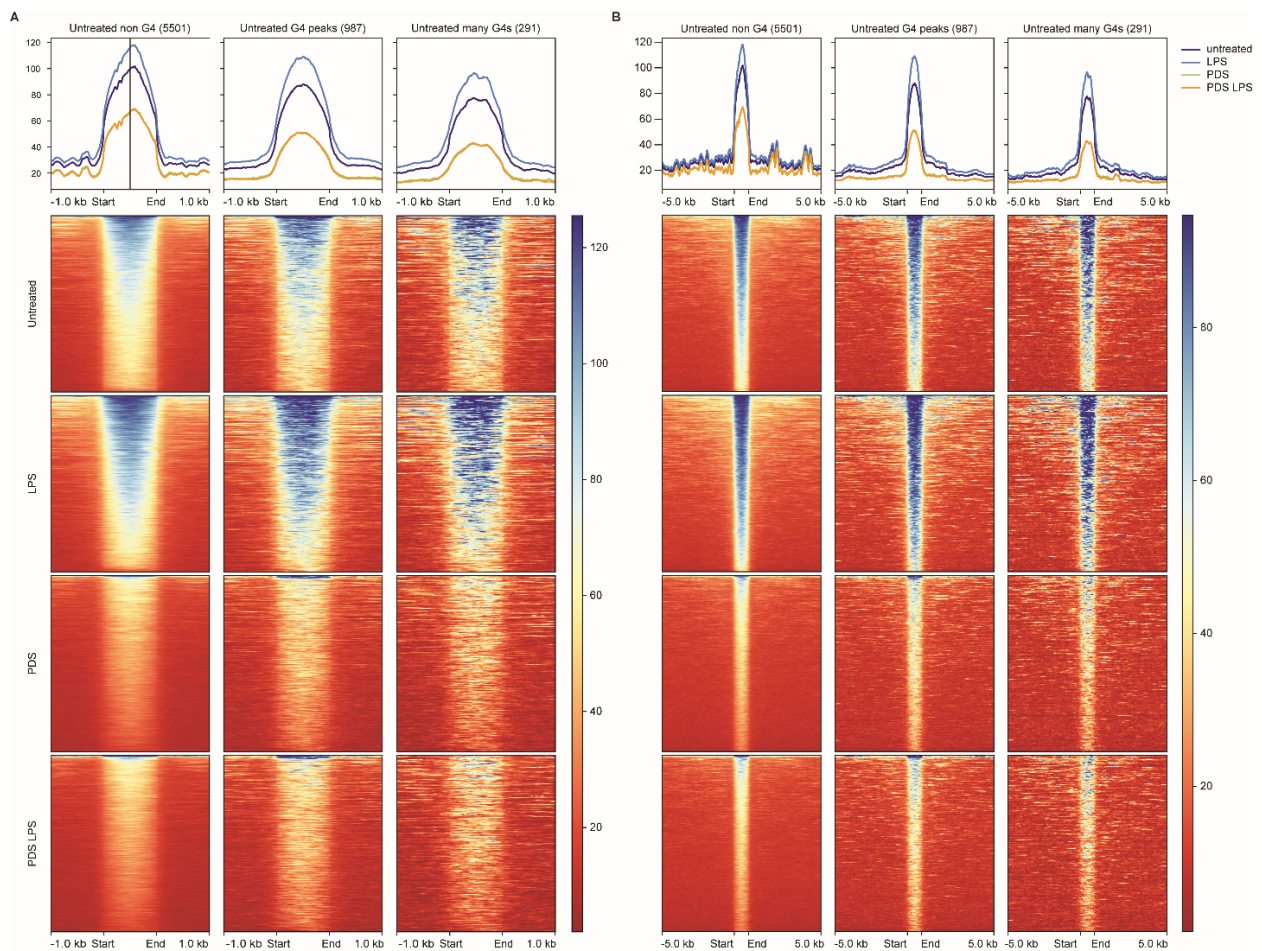 A
Untreated non G4 (5501) Untreated G4 peaks (987) Untreated many G4s (291)
120
100
80
60
40
20
-1.0 kb Start End 1.0 kb -1.0 kb Start End 1.0 kb -1.0 kb Start End 1.0 kb
Untreated
LPS
PDS
PDS LPS
-1.0 kb Start End 1.0 kb -1.0 kb Start End 1.0 kb -1.0 kb Start End 1.0 kb
120
100
80
60
40
20
B
Untreated non G4 (5501) Untreated G4 peaks (987) Untreated many G4s (291)
120
100
80
60
40
20
untreated
LPS
PDS
PDS LPS
-5.0 kb Start End 5.0 kb -5.0 kb Start End 5.0 kb -5.0 kb Start End 5.0 kb
-5.0 kb Start End 5.0 kb -5.0 kb Start End 5.0 kb -5.0 kb Start End 5.0 kb
80
60
40
20